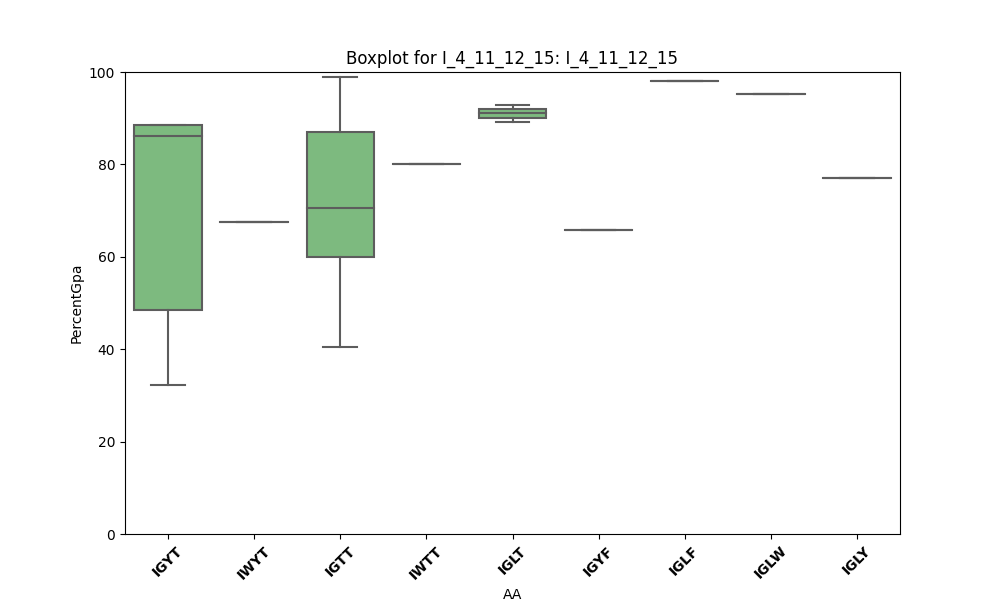 Boxplot for I_4_11_12_15: I_4_11_12_15
100
80
60
40
20
0
PercentGpa
IGYT IWYT IGTT IWTT IGLT IGYF IGLF IGLW IGLY
AA